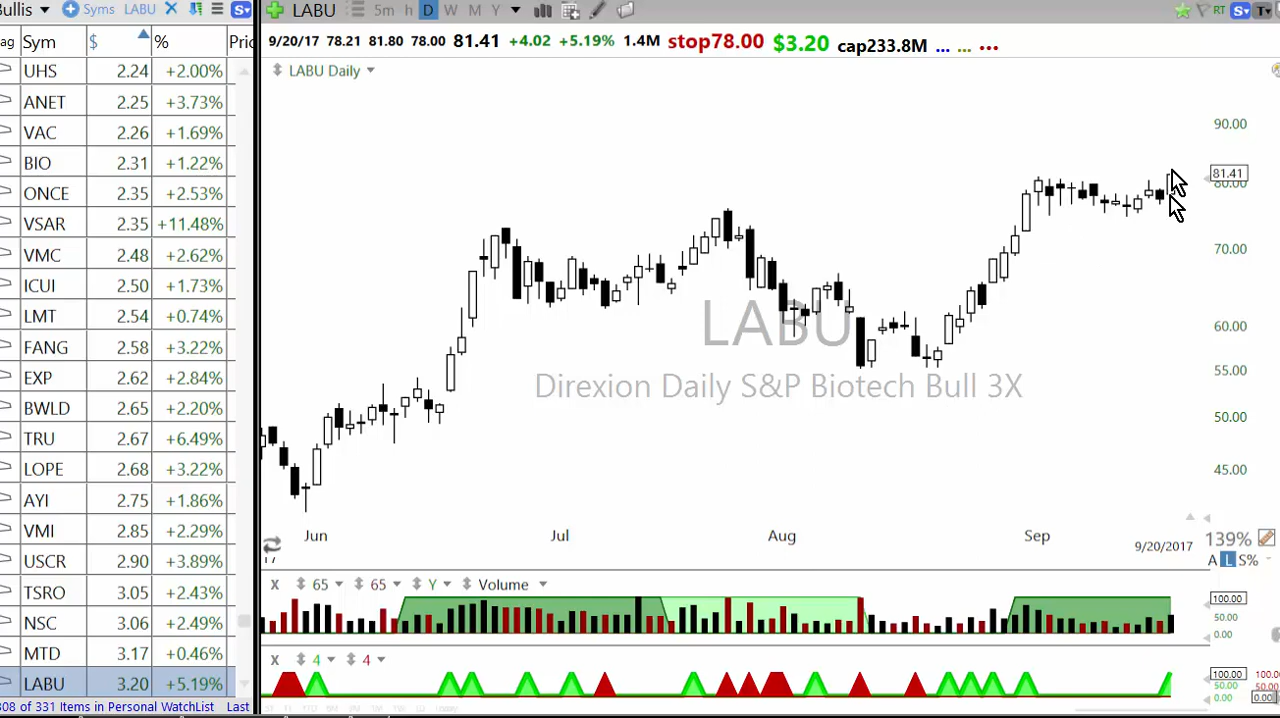 ullis Syms LABU
LABU 5m h D W M Y RT
ag Sym $ % Pric
9/20/17 78.21 81.80 78.00 81.41 +4.02 +5.19% 1.4M stop78.00 $3.20 cap233.8M ... ... ...
LABU Daily
UHS 2.24 +2.00%
ANET 2.25 +3.73%
VAC 2.26 +1.69%
BIO 2.31 +1.22%
ONCE 2.35 +2.53%
VSAR 2.35 +11.48%
VMC 2.48 +2.62%
ICUI 2.50 +1.73%
LMT 2.54 +0.74%
FANG 2.58 +3.22%
EXP 2.62 +2.84%
BWLD 2.65 +2.20%
TRU 2.67 +6.49%
LOPE 2.68 +3.22%
AYI 2.75 +1.86%
VMI 2.85 +2.29%
USCR 2.90 +3.89%
TSRO 3.05 +2.43%
NSC 3.06 +2.49%
MTD 3.17 +0.46%
LABU 3.20 +5.19%
308 of 331 Items in Personal WatchList Last
90.00
81.41
80.00
70.00
60.00
55.00
50.00
45.00
LABU
Direxion Daily S&P Biotech Bull 3X
Jun Jul Aug Sep
9/20/2017
139%
A L S%
X 65 65 Y Volume
100.00
50.00
0.00
X 4 4
100.00 100.0
50.00 50.00
0.00 0.00